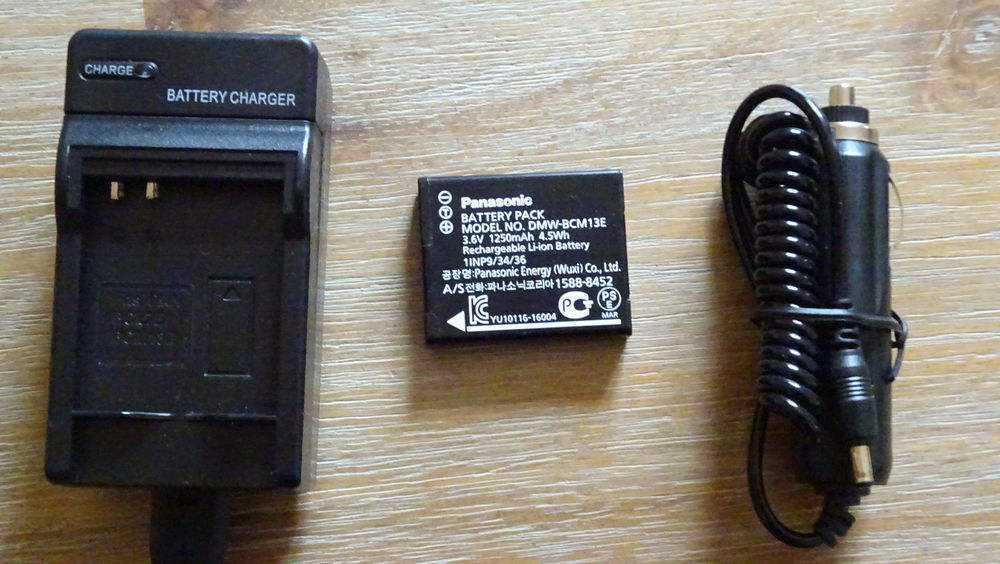 CHARGE
BATTERY CHARGER
Panasonic
BATTERY PACK
MODEL NO. DMW-BCM13E
3.6V 1250mAh 4.5Wh
Rechargeable Li-ion Battery
1INP9/34/36
공장명:Panasonic Energy (Wuxi) Co., Ltd.
A/S전화:파나소닉코리아 1588-8452
YU10116-16004
PS
E
MAR